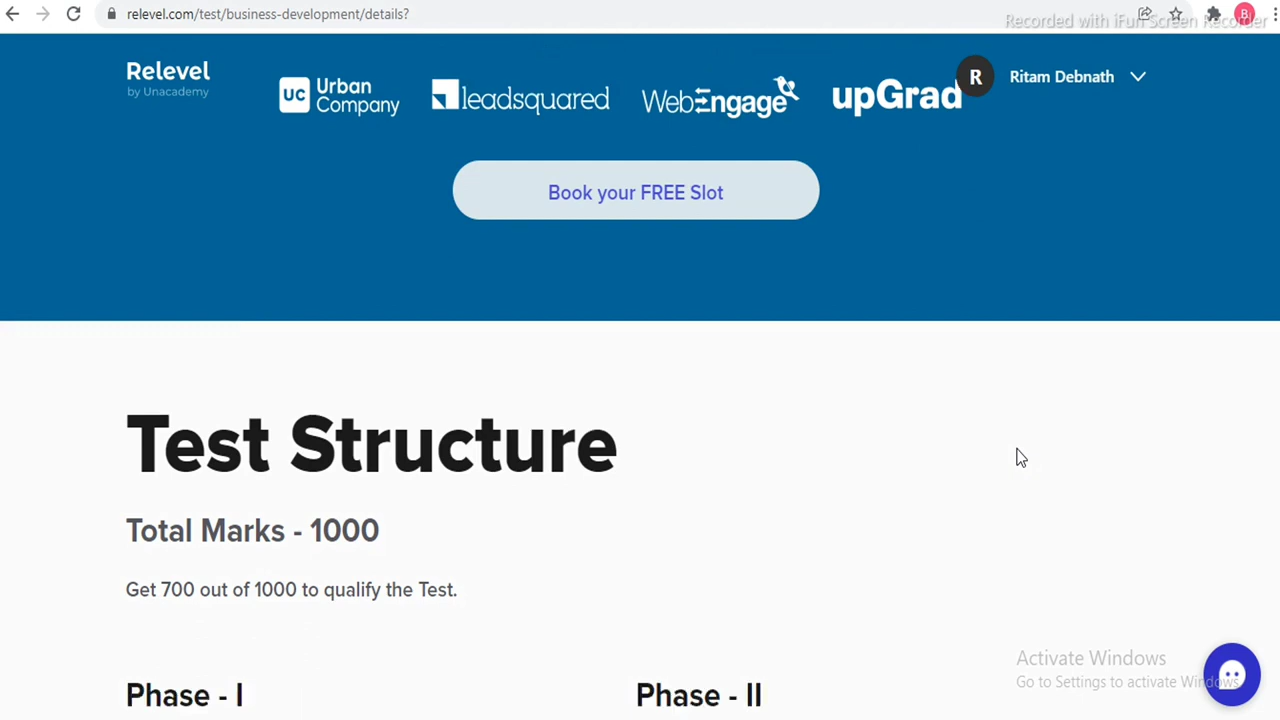 relevel.com/test/business-development/details?
B
Recorded with iFun Screen Recorder
Relevel
by Unacademy
UC Urban Company
leadsquared
WebEngage
upGrad
R
Ritam Debnath
Book your FREE Slot
Test Structure
Total Marks - 1000
Get 700 out of 1000 to qualify the Test.
Phase - I
Phase - II
Activate Windows
Go to Settings to activate Windows.